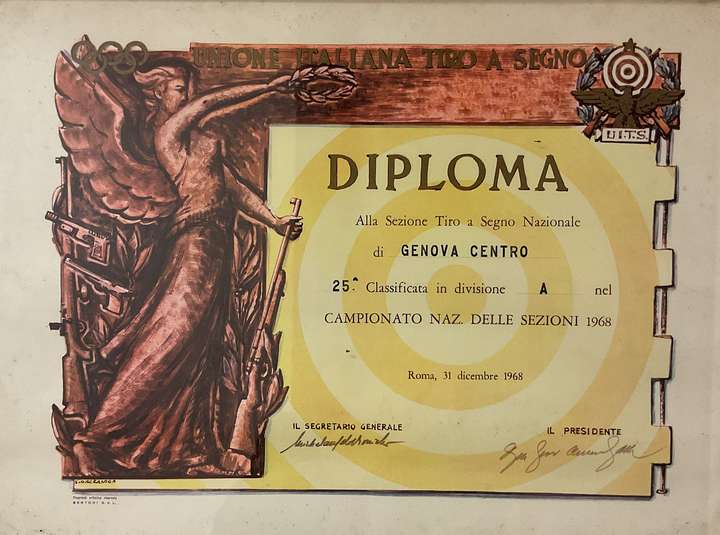 UNIONE ITALIANA TIRO A SEGNO
U.I.T.S.
DIPLOMA
Alla Sezione Tiro a Segno Nazionale
di GENOVA CENTRO
25ª Classificata in divisione A nel
CAMPIONATO NAZ. DELLE SEZIONI 1968
Roma, 31 dicembre 1968
IL SEGRETARIO GENERALE
IL PRESIDENTE
BERTONI S.R.L.